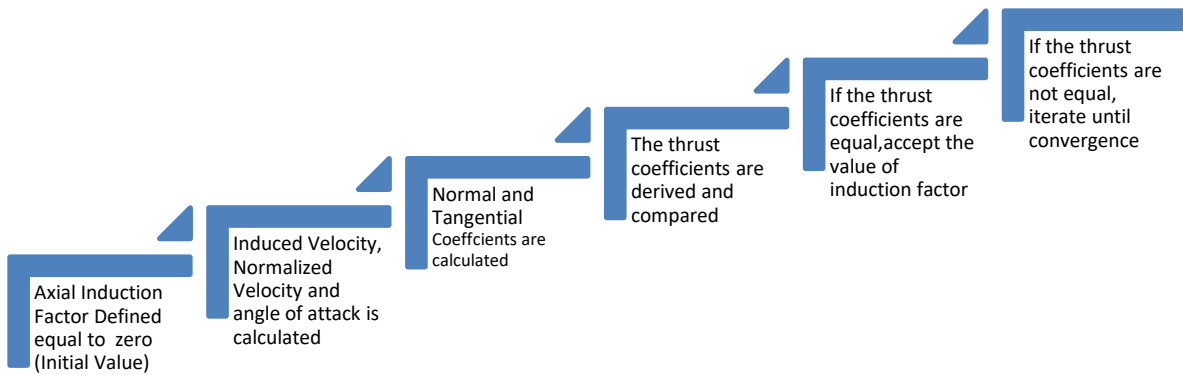 Axial Induction
Factor Defined
equal to zero
(Initial Value)
Induced Velocity,
Normalized
Velocity and
angle of attack is
calculated
Normal and
Tangential
Coeffcients are
calculated
The thrust
coefficients are
derived and
compared
If the thrust
coefficients are
equal,accept the
value of
induction factor
If the thrust
coefficients are
not equal,
iterate until
convergence